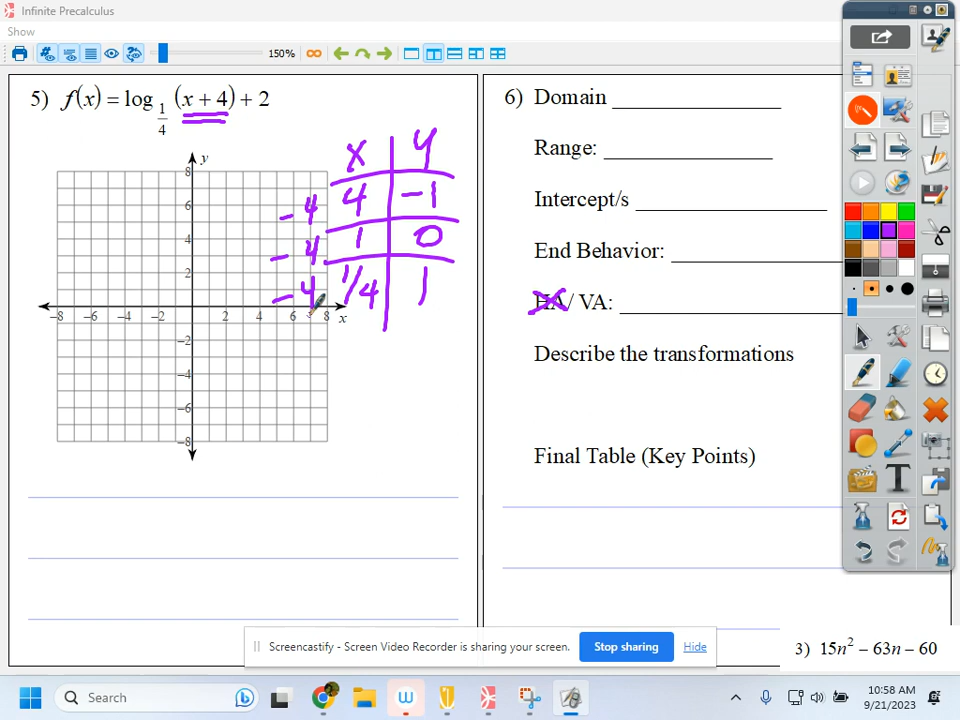 Infinite Precalculus
Show
150%
5) f(x) = log 1/4 (x + 4) + 2
x y
-4 4 -1
-4 1 0
-4 1/4 1
y
8
6
4
2
-8 -6 -4 -2 2 4 6 8 x
-2
-4
-6
-8
6) Domain
Range:
Intercept/s
End Behavior:
HA/ VA:
Describe the transformations
Final Table (Key Points)
Screencastify - Screen Video Recorder is sharing your screen. Stop sharing Hide
3) 15n² − 63n − 60
Search
10:58 AM
9/21/2023